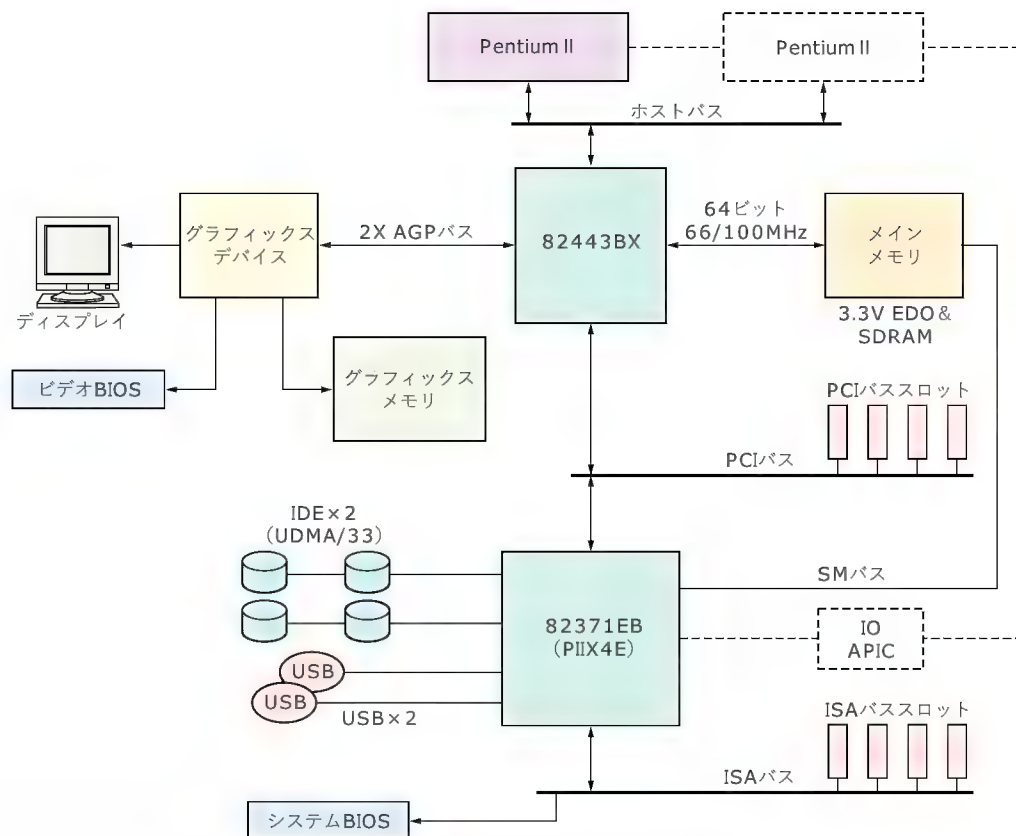 Pentium II
Pentium II
ホストバス
グラフィックス
デバイス
2X AGPバス
82443BX
64ビット
66/100MHz
メイン
メモリ
3.3V EDO&
SDRAM
ディスプレイ
ビデオBIOS
グラフィックス
メモリ
PCIバススロット
PCIバス
IDE×2
(UDMA/33)
SMバス
82371EB
(PIIX4E)
IO
APIC
USB
USB
USB×2
ISAバススロット
ISAバス
システムBIOS